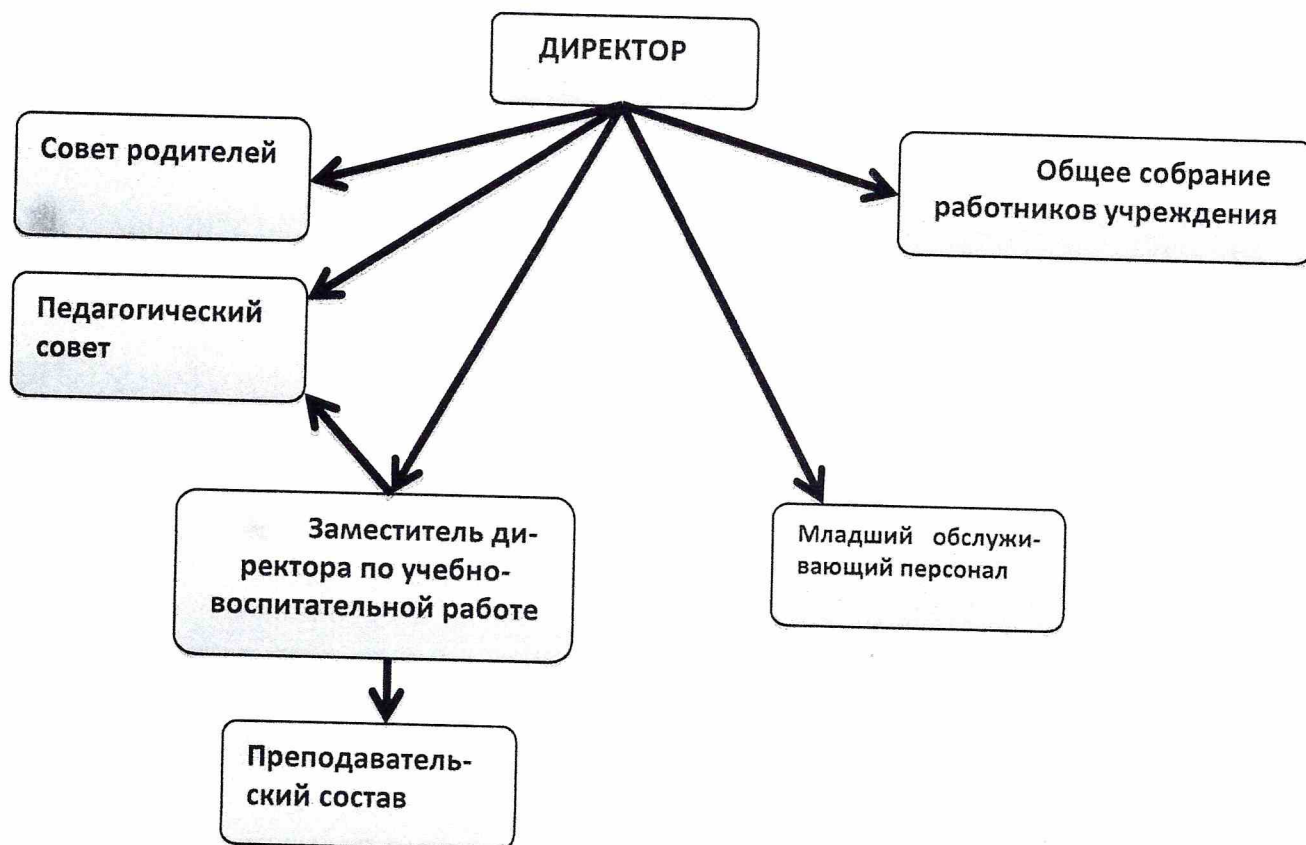 ДИРЕКТОР
Совет родителей
Общее собрание
работников учреждения
Педагогический
совет
Заместитель ди-
ректора по учебно-
воспитательной работе
Младший обслужи-
вающий персонал
Преподаватель-
ский состав